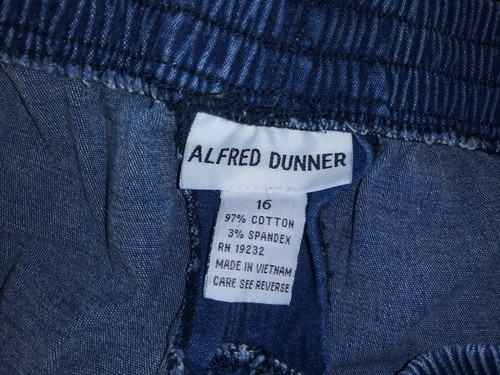 ALFRED DUNNER
16
97% COTTON
3% SPANDEX
RN 19232
MADE IN VIETNAM
CARE SEE REVERSE